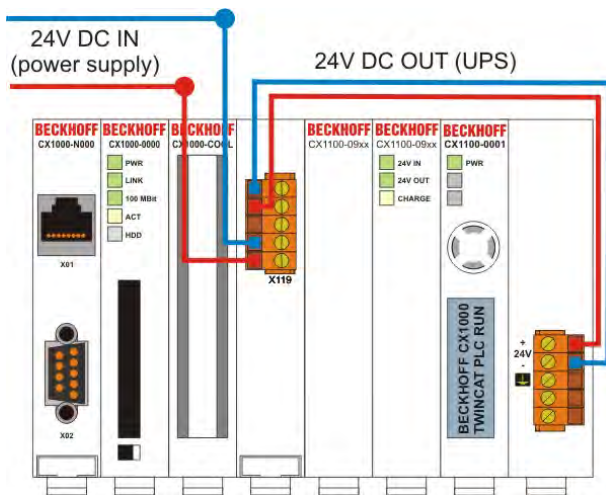 24V DC IN
(power supply)
24V DC OUT (UPS)
BECKHOFF
CX1000-N000
BECKHOFF
CX1000-0000
BECKHOFF
CX1000-COOL
BECKHOFF
CX1100-09xx
BECKHOFF
CX1100-09xx
BECKHOFF
CX1100-0001
PWR
LINK
100 MBit
ACT
HDD
24V IN
24V OUT
CHARGE
PWR
X01
X119
X02
BECKHOFF CX1000
TWINCAT PLC RUN
+
24V
-